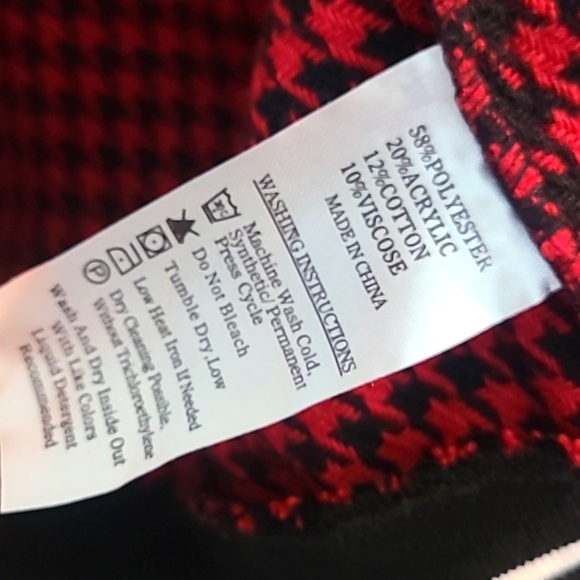 58%POLYESTER
20%ACRYLIC
12%COTTON
10%VISCOSE
MADE IN CHINA
WASHING INSTRUCTIONS
Machine Wash Cold,
Synthetic/Permanent
Press Cycle
Do Not Bleach
Tumble Dry Low
Low Heat Iron If Needed
Dry Cleaning Possible,
Without Trichloroethylene
P
Wash And Dry Inside Out
With Like Colors
Liquid Detergent
Recommended